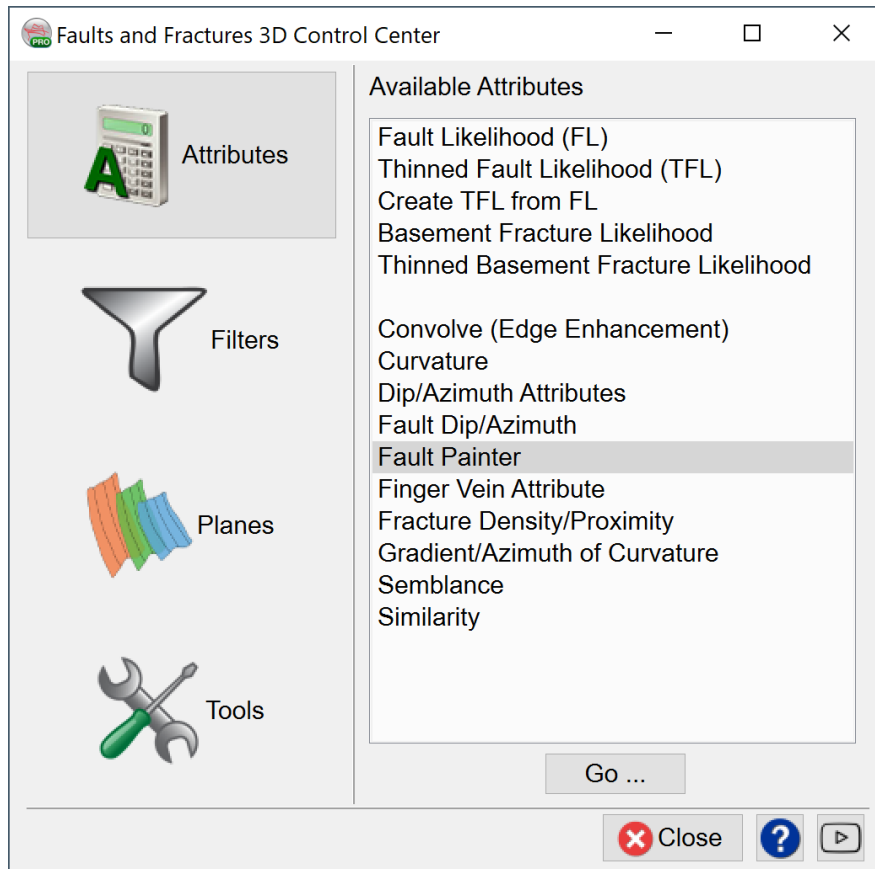 Faults and Fractures 3D Control Center
PRO
Attributes
A
0
Filters
Planes
Tools
Available Attributes
Fault Likelihood (FL)
Thinned Fault Likelihood (TFL)
Create TFL from FL
Basement Fracture Likelihood
Thinned Basement Fracture Likelihood
Convolve (Edge Enhancement)
Curvature
Dip/Azimuth Attributes
Fault Dip/Azimuth
Fault Painter
Finger Vein Attribute
Fracture Density/Proximity
Gradient/Azimuth of Curvature
Semblance
Similarity
Go ...
Close
?